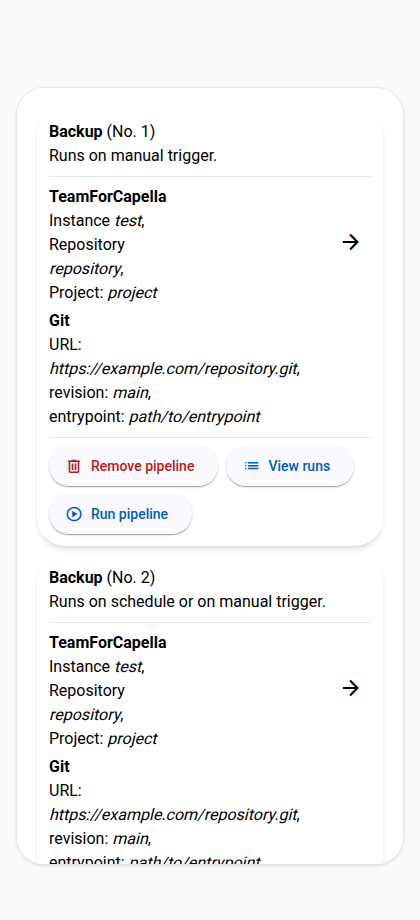 Backup (No. 1)
Runs on manual trigger.
TeamForCapella
Instance test,
Repository
repository,
Project: project
Git
URL:
https://example.com/repository.git,
revision: main,
entrypoint: path/to/entrypoint
Remove pipeline
View runs
Run pipeline
Backup (No. 2)
Runs on schedule or on manual trigger.
TeamForCapella
Instance test,
Repository
repository,
Project: project
Git
URL:
https://example.com/repository.git,
revision: main,
entrypoint: path/to/entrypoint